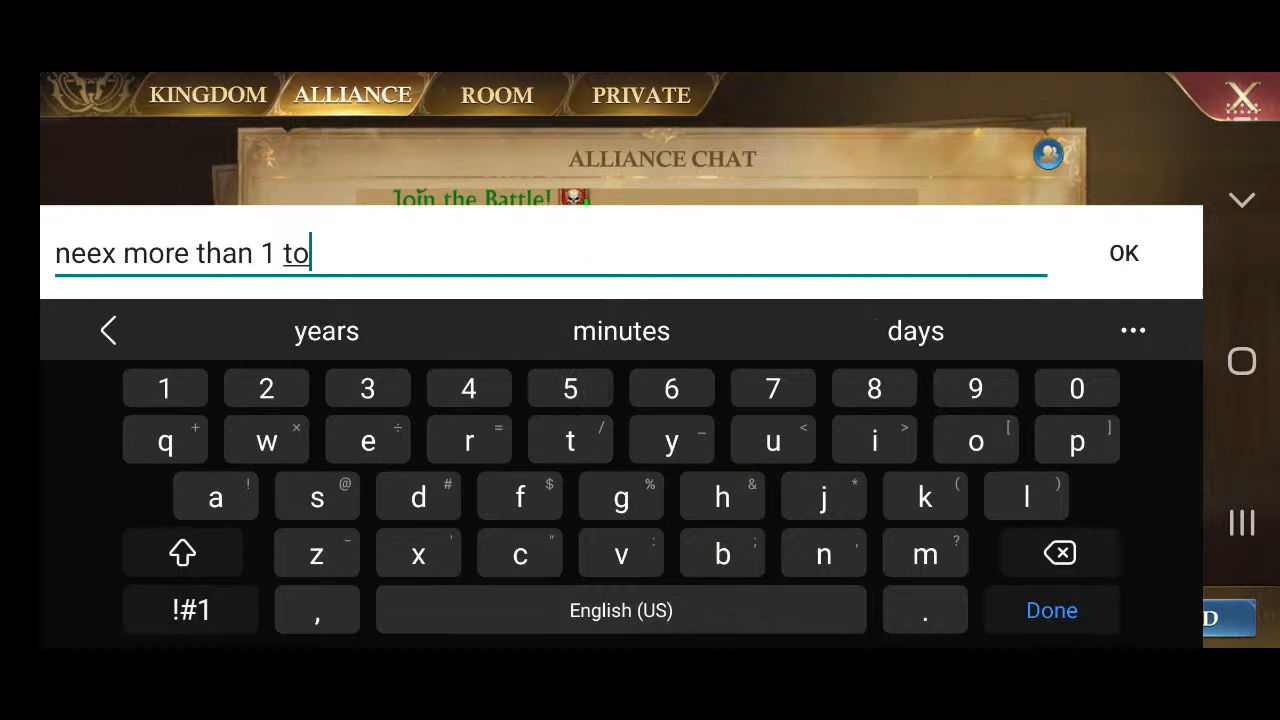 KINGDOM ALLIANCE ROOM PRIVATE X
ALLIANCE CHAT
Join the Battle!
neex more than 1 to OK
years minutes days ...
1 2 3 4 5 6 7 8 9 0
q + w × e ÷ r = t / y _ u < i > o [ p ]
a ! s @ d # f $ g % h & j * k ( l )
z - x ' c " v : b ; n , m ?
!#1 , English (US) . Done
D